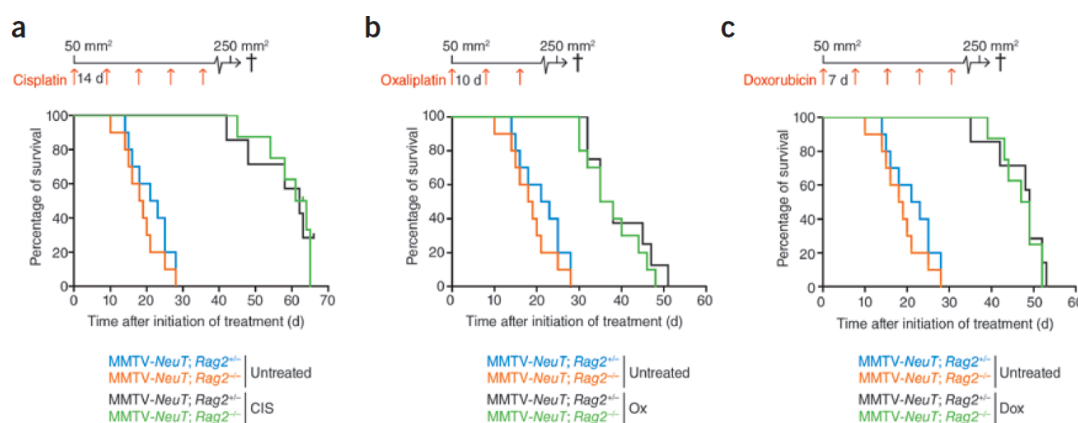 a
50 mm² 250 mm²
Cisplatin 14 d
Percentage of survival
100
80
60
40
20
0
0 10 20 30 40 50 60 70
Time after initiation of treatment (d)
MMTV-NeuT; Rag2+/–
MMTV-NeuT; Rag2–/–
Untreated
MMTV-NeuT; Rag2+/–
MMTV-NeuT; Rag2–/–
CIS
b
50 mm² 250 mm²
Oxaliplatin 10 d
Percentage of survival
100
80
60
40
20
0
0 10 20 30 40 50 60
Time after initiation of treatment (d)
MMTV-NeuT; Rag2+/–
MMTV-NeuT; Rag2–/–
Untreated
MMTV-NeuT; Rag2+/–
MMTV-NeuT; Rag2–/–
Ox
c
50 mm² 250 mm²
Doxorubicin 7 d
Percentage of survival
100
80
60
40
20
0
0 10 20 30 40 50 60
Time after initiation of treatment (d)
MMTV-NeuT; Rag2+/–
MMTV-NeuT; Rag2–/–
Untreated
MMTV-NeuT; Rag2+/–
MMTV-NeuT; Rag2–/–
Dox